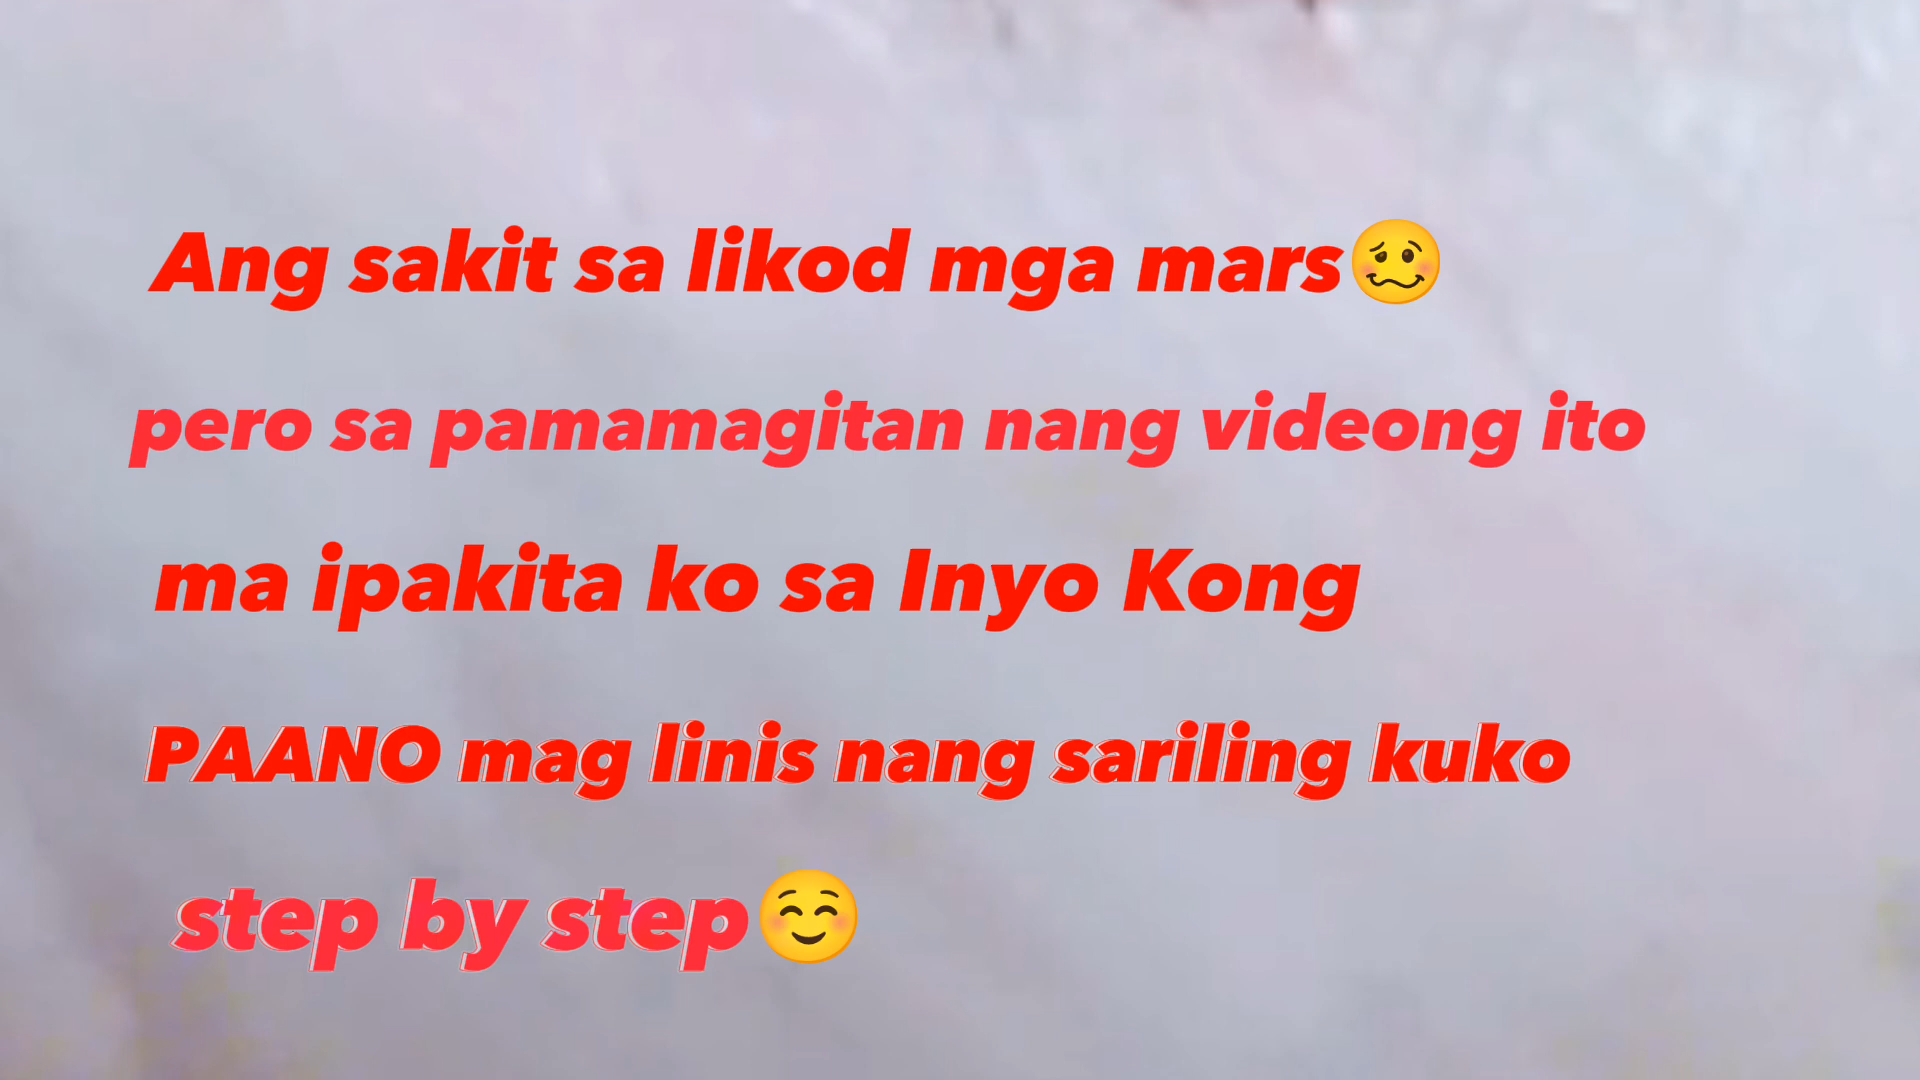 Ang sakit sa likod mga mars🥴
pero sa pamamagitan nang videong ito
ma ipakita ko sa Inyo Kong
PAANO mag linis nang sariling kuko
step by step☺️